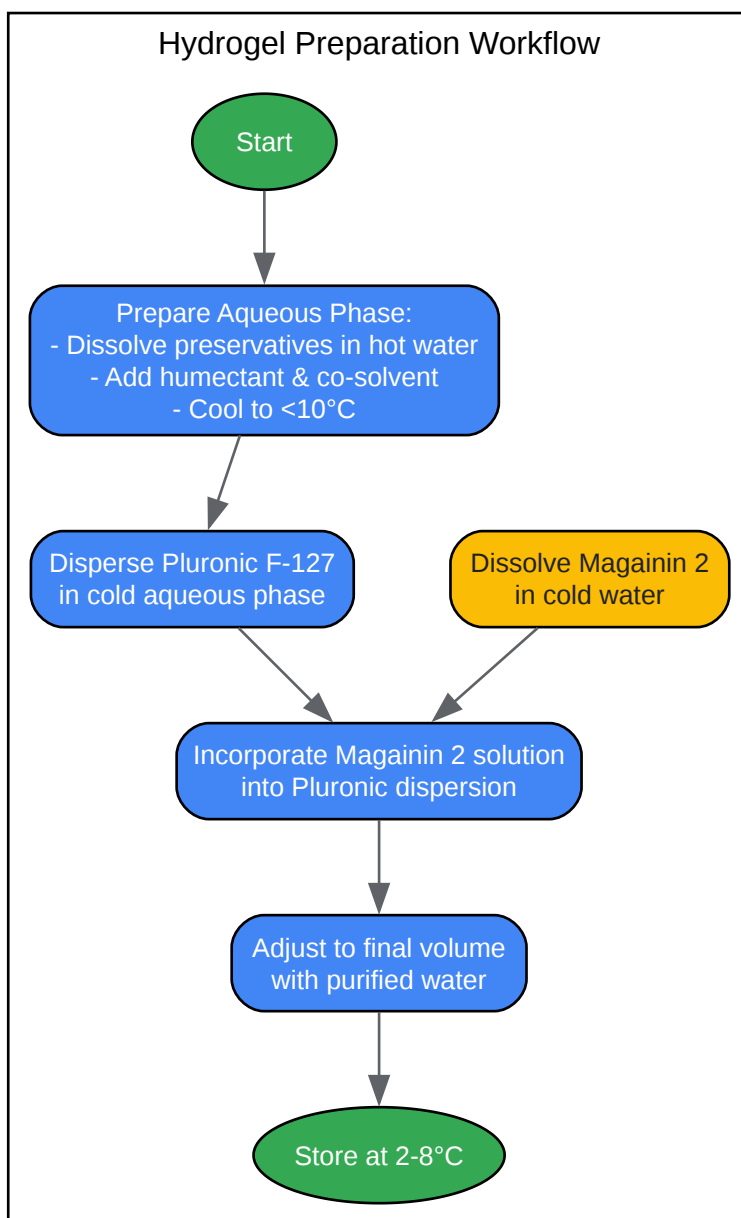 Hydrogel Preparation Workflow
Start
Prepare Aqueous Phase:
- Dissolve preservatives in hot water
- Add humectant & co-solvent
- Cool to <10°C
Disperse Pluronic F-127
in cold aqueous phase
Dissolve Magainin 2
in cold water
Incorporate Magainin 2 solution
into Pluronic dispersion
Adjust to final volume
with purified water
Store at 2-8°C